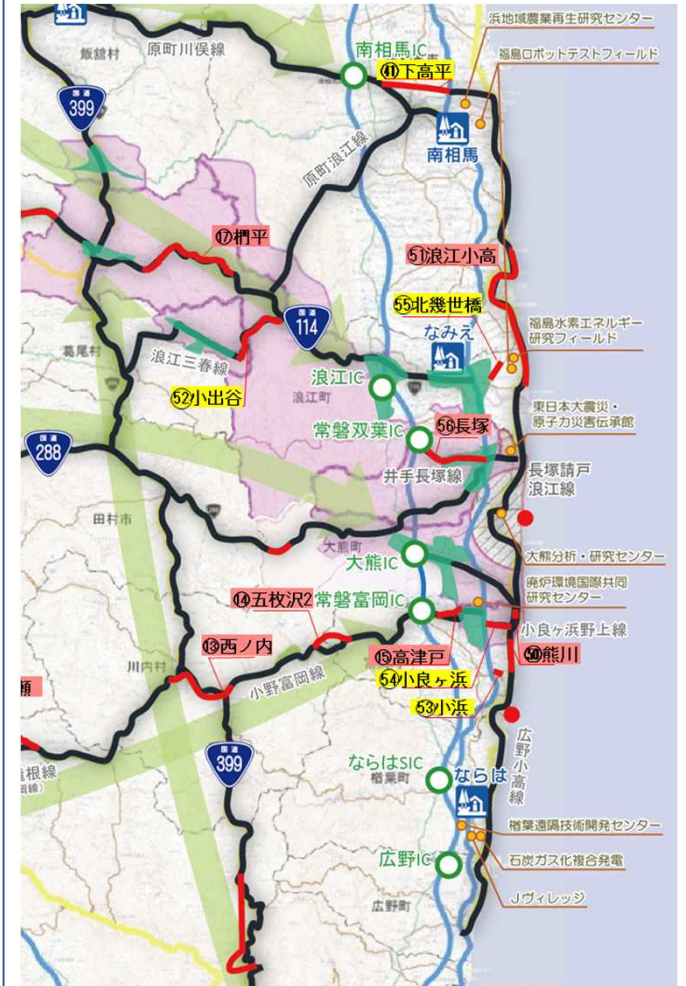 浜地域農業再生研究センター
飯舘村
原町川俣線
南相馬IC
福島ロボットテストフィールド
㊶下高平
国道
399
南相馬
原町浪江線
⑰椚平
51浪江小高
55北幾世橋
国道
114
なみえ
福島水素エネルギー
研究フィールド
葛尾村
浪江三春線
浪江IC
52小出谷
浪江町
東日本大震災・
原子力災害伝承館
常磐双葉IC
56長塚
国道
288
井手長塚線
長塚請戸
浪江線
田村市
大熊町
大熊IC
大熊分析・研究センター
廃炉環境国際共同
研究センター
⑭五枚沢2
常磐富岡IC
小良ヶ浜野上線
⑬西ノ内
⑮高津戸
㊿熊川
54小良ヶ浜
川内村
小野富岡線
53小浜
国道
399
広野小高線
ならはSIC
楢葉町
ならは
楢葉遠隔技術開発センター
広野IC
石炭ガス化複合発電
Jヴィレッジ
広野町